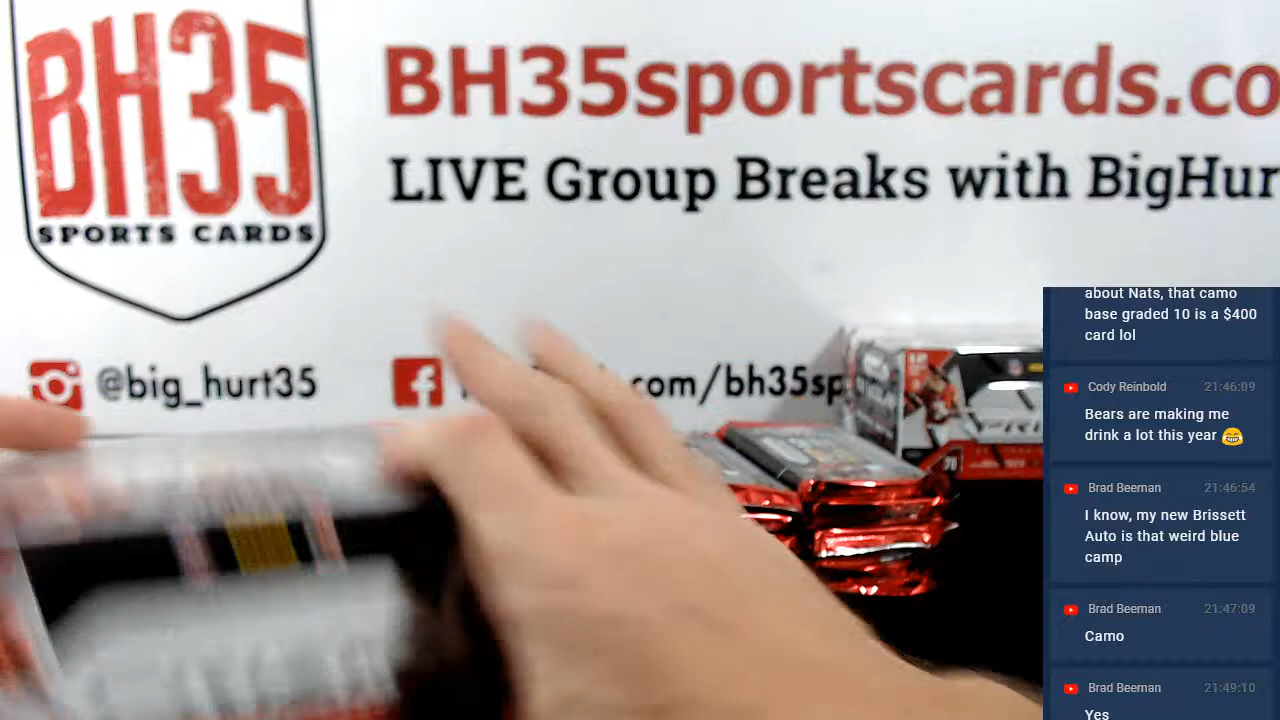 BH35
SPORTS CARDS
BH35sportscards.co
LIVE Group Breaks with BigHur
@big_hurt35
.com/bh35sp
about Nats, that camo
base graded 10 is a $400
card lol
Cody Reinbold 21:46:09
Bears are making me
drink a lot this year 😂
Brad Beeman 21:46:54
I know, my new Brissett
Auto is that weird blue
camp
Brad Beeman 21:47:09
Camo
Brad Beeman 21:49:10
Yes